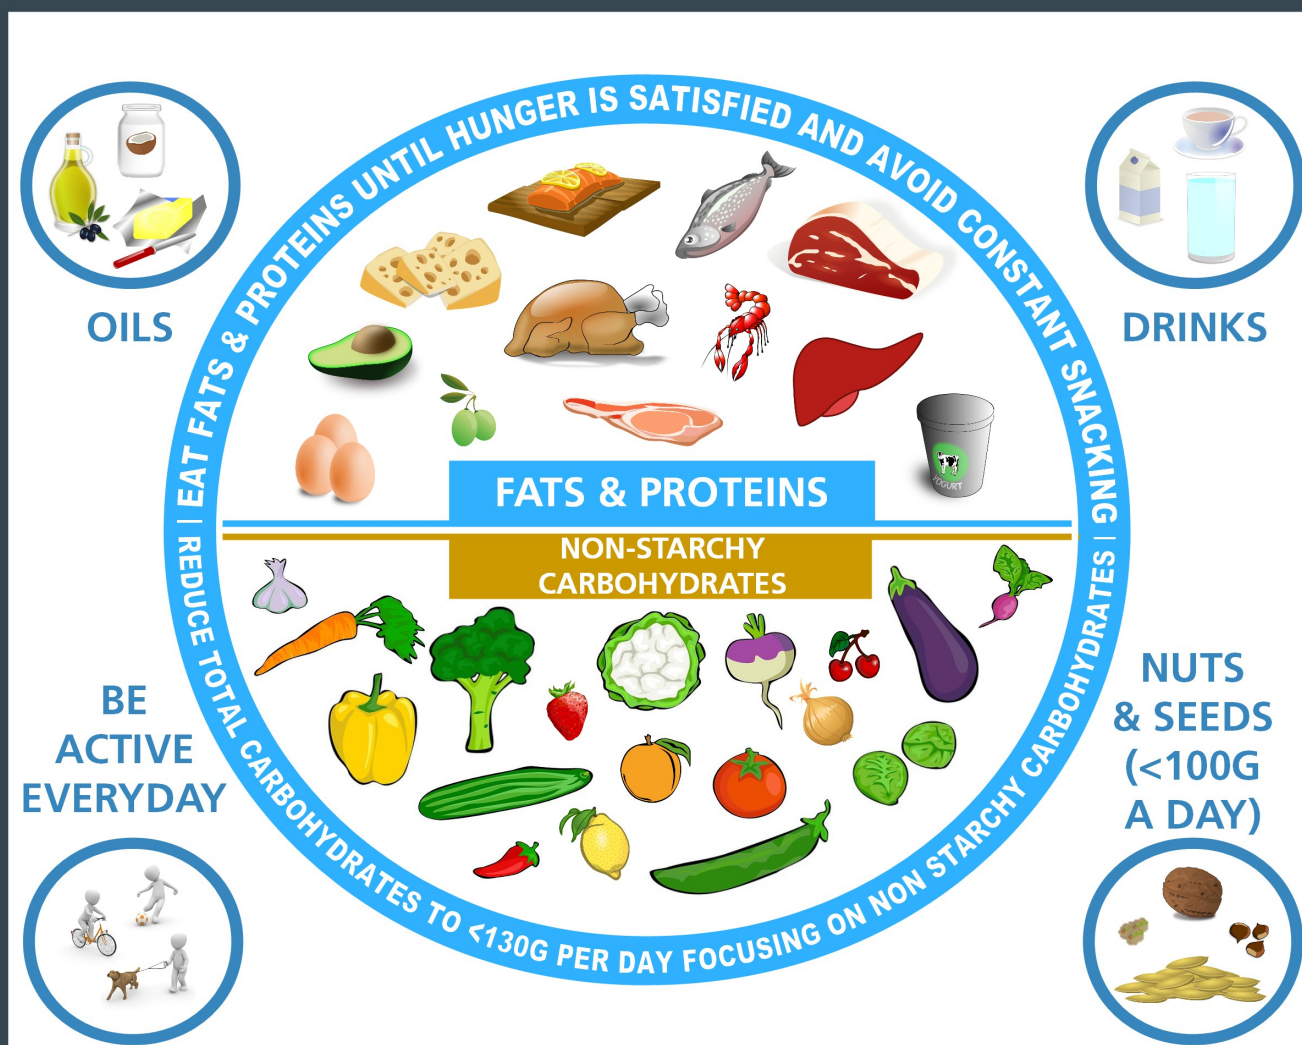 EAT FATS & PROTEINS UNTIL HUNGER IS SATISFIED AND AVOID CONSTANT SNACKING |
REDUCE TOTAL CARBOHYDRATES TO <130G PER DAY FOCUSING ON NON STARCHY CARBOHYDRATES |
OILS
DRINKS
YOGURT
FATS & PROTEINS
NON-STARCHY
CARBOHYDRATES
BE
ACTIVE
EVERYDAY
NUTS
& SEEDS
(<100G
A DAY)